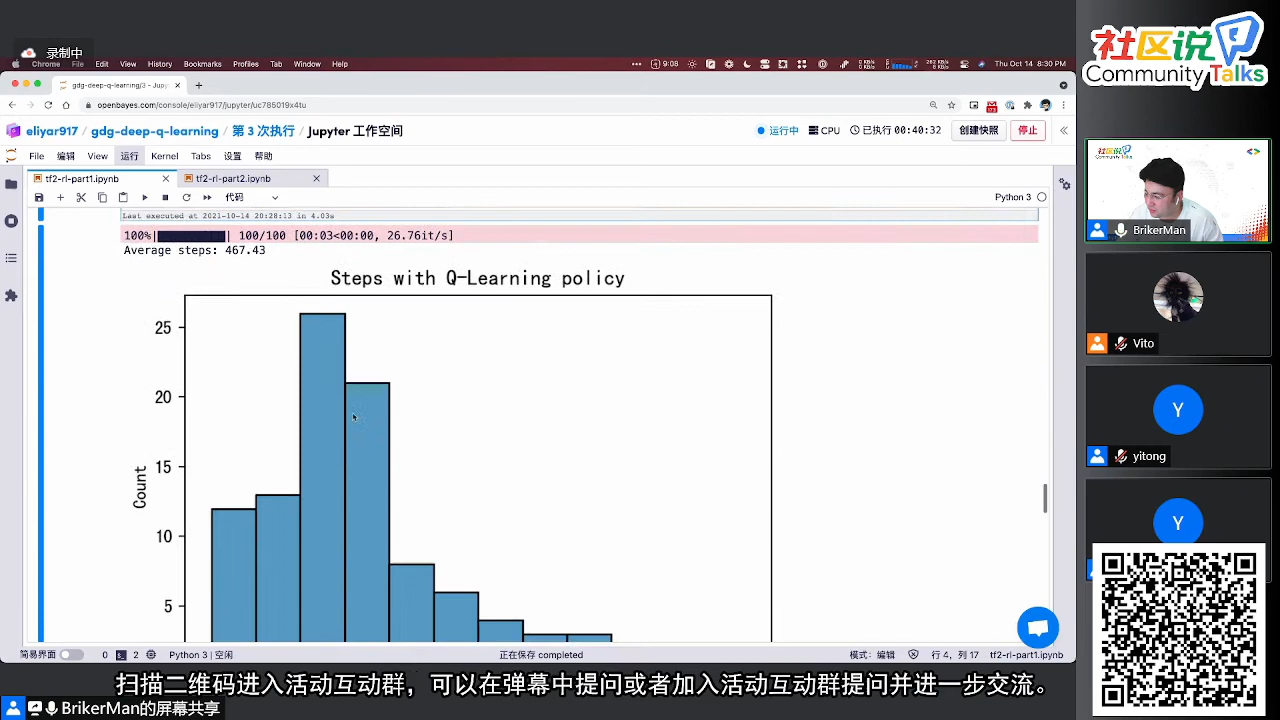 录制中
Chrome File Edit View History Bookmarks Profiles Tab Window Help
9:08
Thu Oct 14 8:30 PM
gdg-deep-q-learning/3 - Jupyt
openbayes.com/console/eliyar917/jupyter/uc785019x4tu
eliyar917 / gdg-deep-q-learning / 第 3 次执行 / Jupyter 工作空间
运行中 CPU 已执行 00:40:32 创建快照 停止
File 编辑 View 运行 Kernel Tabs 设置 帮助
tf2-rl-part1.ipynb
tf2-rl-part2.ipynb
代码
Python 3
Last executed at 2021-10-14 20:28:13 in 4.03s
100%| | 100/100 [00:03<00:00, 26.76it/s]
Average steps: 467.43
Steps with Q-Learning policy
25
20
15
10
5
Count
简易界面 0 2 Python 3 | 空闲 正在保存 completed 模式: 编辑 行 4, 列 17 tf2-rl-part1.ipynb
扫描二维码进入活动互动群，可以在弹幕中提问或者加入活动互动群提问并进一步交流。
BrikerMan的屏幕共享
社区说
Community Talks
社区说
BrikerMan
Vito
Y
yitong
Y